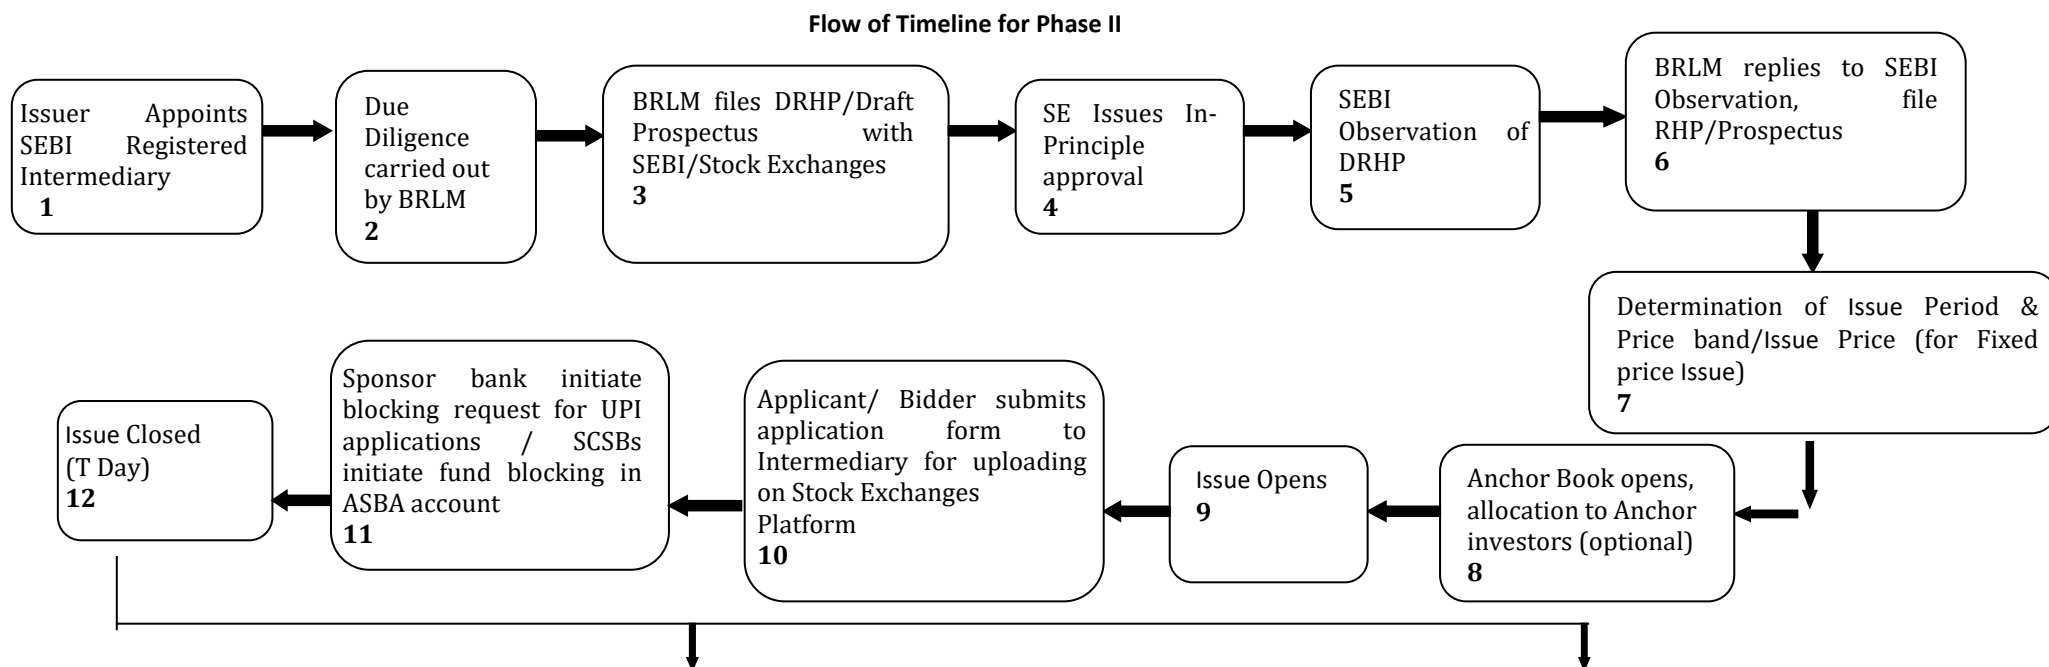 Flow of Timeline for Phase II
Issuer Appoints
SEBI Registered
Intermediary
1
Due
Diligence
carried out
by BRLM
2
BRLM files DRHP/Draft
Prospectus with
SEBI/Stock Exchanges
3
SE Issues In-
Principle
approval
4
SEBI
Observation of
DRHP
5
BRLM replies to SEBI
Observation, file
RHP/Prospectus
6
Determination of Issue Period &
Price band/Issue Price (for Fixed
price Issue)
7
Anchor Book opens,
allocation to Anchor
investors (optional)
8
Issue Opens
9
Applicant/ Bidder submits
application form to
Intermediary for uploading
on Stock Exchanges
Platform
10
Sponsor bank initiate
blocking request for UPI
applications / SCSBs
initiate fund blocking in
ASBA account
11
Issue Closed
(T Day)
12